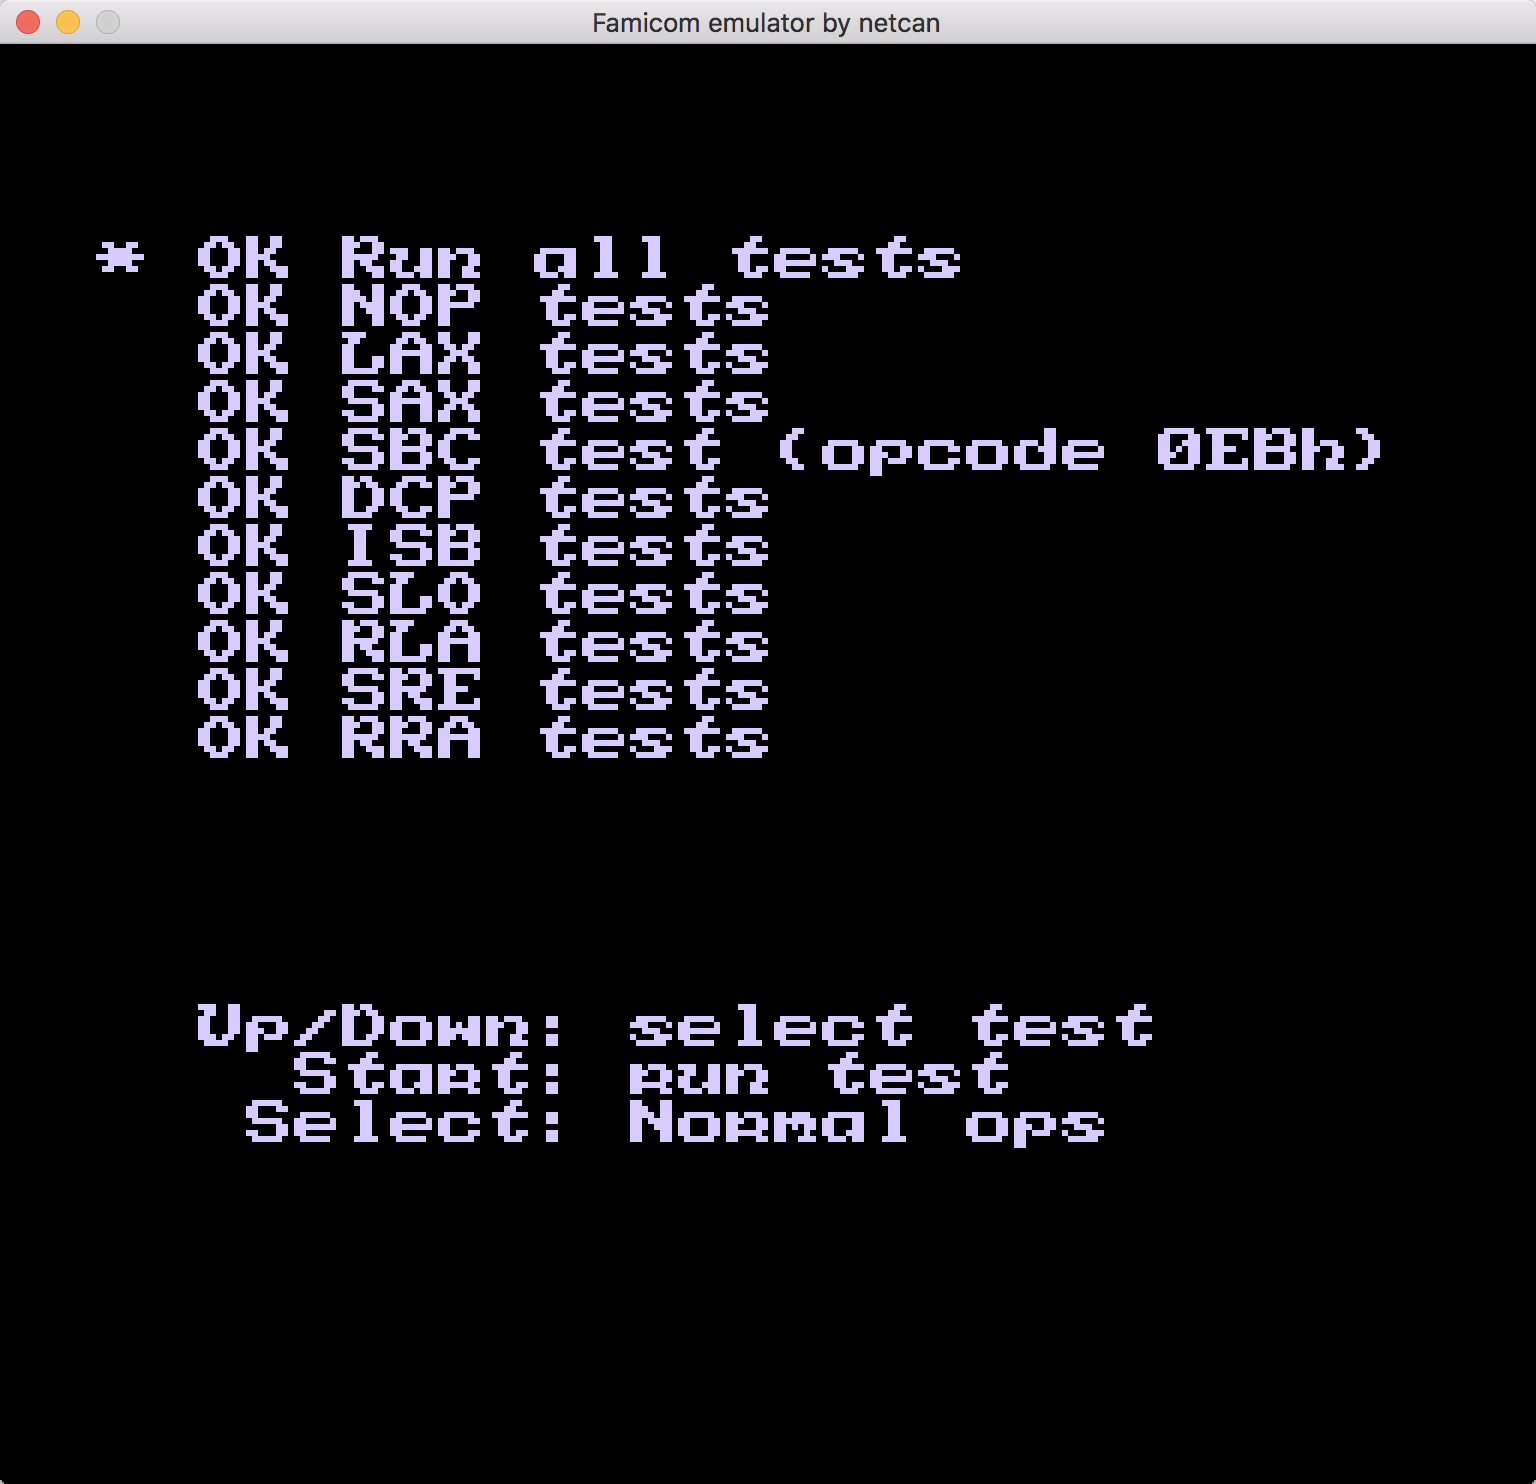 Famicom emulator by netcan
* OK Run all tests
OK NOP tests
OK LAX tests
OK SAX tests
OK SBC test (opcode 0EBh)
OK DCP tests
OK ISB tests
OK SLO tests
OK RLA tests
OK SRE tests
OK RRA tests
Up/Down: select test
Start: run test
Select: Normal ops